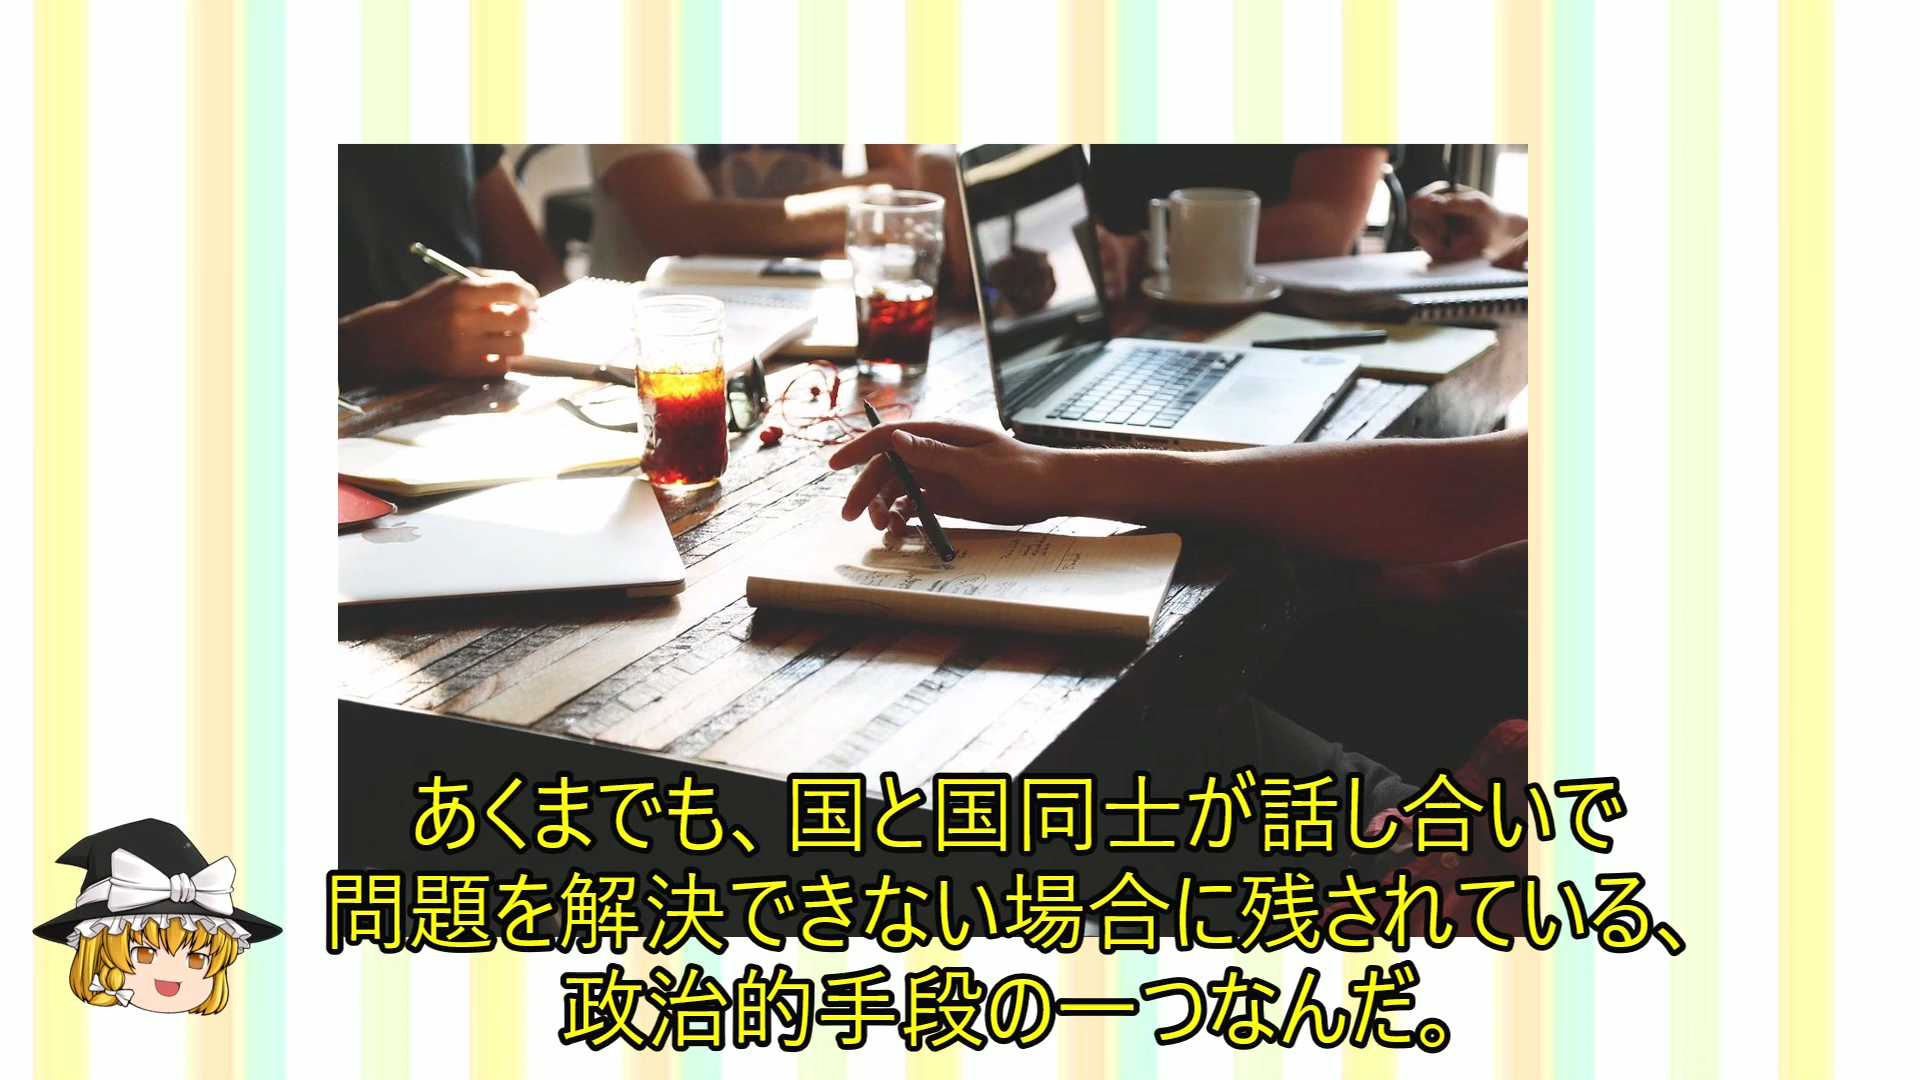 あくまでも、国と国同士が話し合いで
問題を解決できない場合に残されている、
政治的手段の一つなんだ。